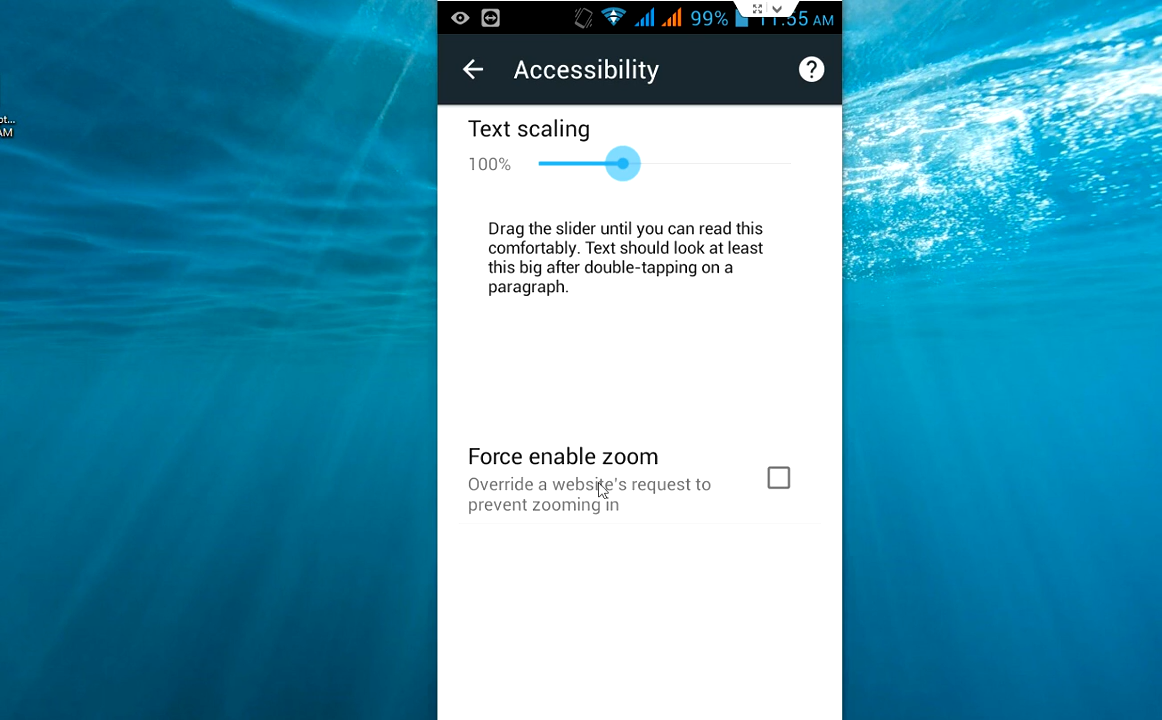 99% 11:55 AM
Accessibility
Text scaling
100%
Drag the slider until you can read this
comfortably. Text should look at least
this big after double-tapping on a
paragraph.
Force enable zoom
Override a website's request to
prevent zooming in
pt...
AM